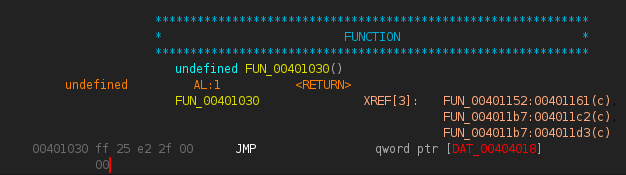 **************************************************************
* FUNCTION *
**************************************************************
undefined FUN_00401030()
undefined AL:1 <RETURN>
FUN_00401030 XREF[3]: FUN_00401152:00401161(c),
FUN_004011b7:004011c2(c),
FUN_004011b7:004011d3(c)
00401030 ff 25 e2 2f 00 JMP qword ptr [DAT_00404018]
00